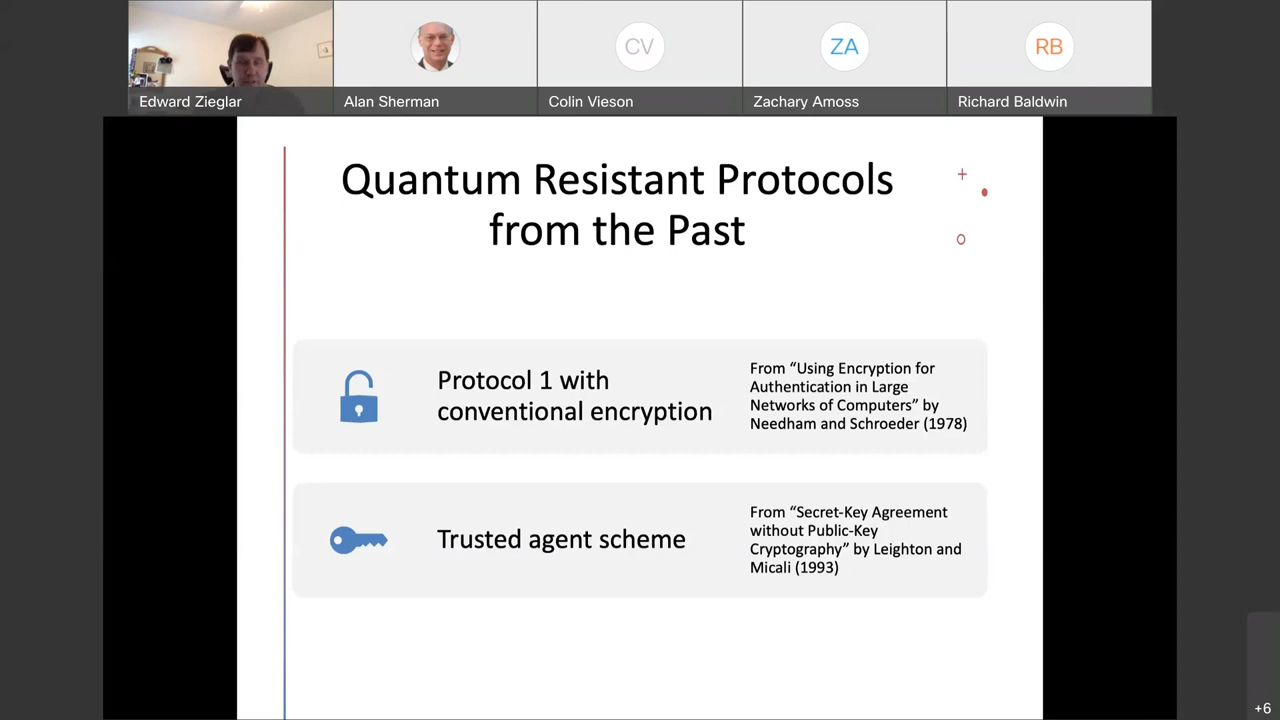 CV
ZA
RB
Edward Zieglar
Alan Sherman
Colin Vieson
Zachary Amoss
Richard Baldwin
Quantum Resistant Protocols
from the Past
Protocol 1 with
conventional encryption
From “Using Encryption for
Authentication in Large
Networks of Computers” by
Needham and Schroeder (1978)
Trusted agent scheme
From “Secret-Key Agreement
without Public-Key
Cryptography” by Leighton and
Micali (1993)
+6